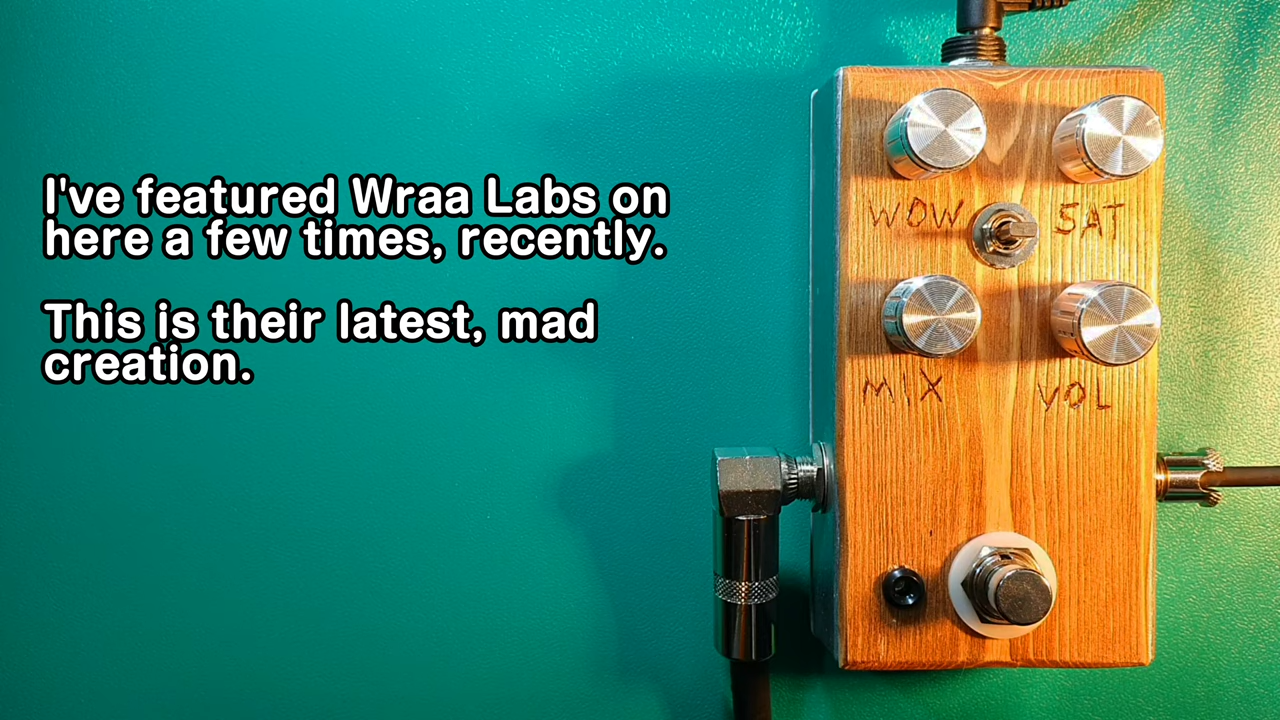 I've featured Wraa Labs on
here a few times, recently.
This is their latest, mad
creation.
WOW
SAT
MIX
VOL